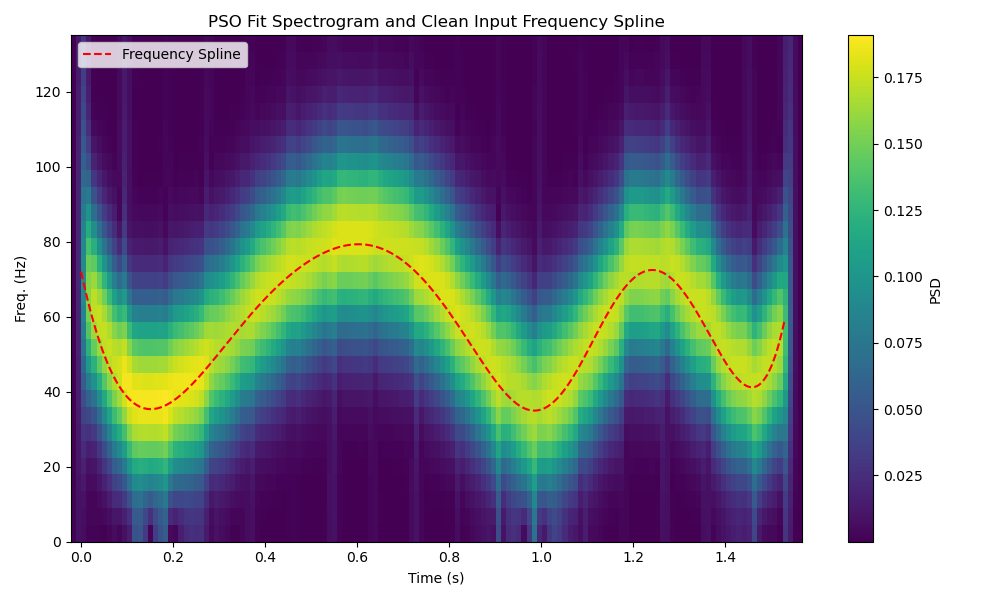 PSO Fit Spectrogram and Clean Input Frequency Spline
Frequency Spline
Freq. (Hz)
120
100
80
60
40
20
0
0.0 0.2 0.4 0.6 0.8 1.0 1.2 1.4
Time (s)
0.175
0.150
0.125
0.100
0.075
0.050
0.025
PSD